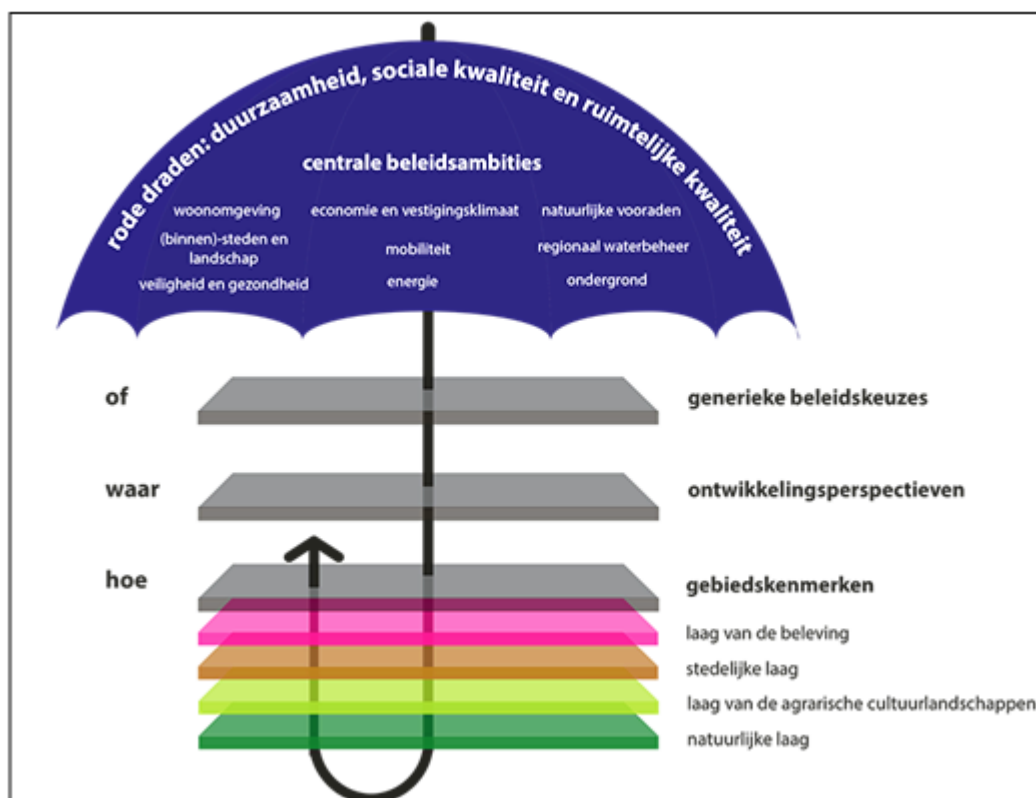 rode draden: duurzaamheid, sociale kwaliteit en ruimtelijke kwaliteit
centrale beleidsambities
woonomgeving
(binnen)-steden en
landschap
veiligheid en gezondheid
economie en vestigingsklimaat
mobiliteit
energie
natuurlijke vooraden
regionaal waterbeheer
ondergrond
of
generieke beleidskeuzes
waar
ontwikkelingsperspectieven
hoe
gebiedskenmerken
laag van de beleving
stedelijke laag
laag van de agrarische cultuurlandschappen
natuurlijke laag